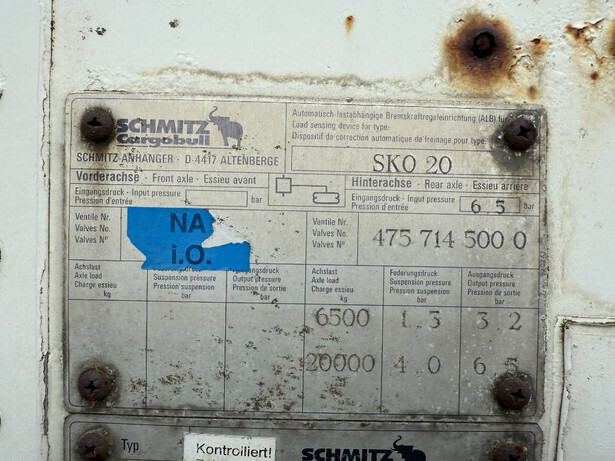 SCHMITZ
Cargobull
SCHMITZ-ANHANGER · D-4417 ALTENBERGE
Automatisch-lastabhängige Bremskraftregeleinrichtung (ALB) für
Load sensing device for type:
Dispositif de correction automatique de freinage pour type:
SKO 20
Vorderachse · Front axle · Essieu avant
Hinterachse · Rear axle · Essieu arrière
Eingangsdruck · Input pressure
Pression d'entrée
bar
Eingangsdruck · Input pressure
Pression d'entrée
6 5
bar
Ventile Nr.
Valves No.
Valves N°
NA
i.O.
Ventile Nr.
Valves No.
Valves N°
475 714 500 0
Achslast
Axle load
Charge essieu
kg
Pression suspension
bar
Output pressure
Pression de sortie
bar
Achslast
Axle load
Charge essieu
kg
Federungsdruck
Suspension pressure
Pression suspension
bar
Ausgangsdruck
Output pressure
Pression de sortie
bar
6500 1 3 3 2
20000 4 0 6 5
Typ
Kontrolliert!
SCHMITZ